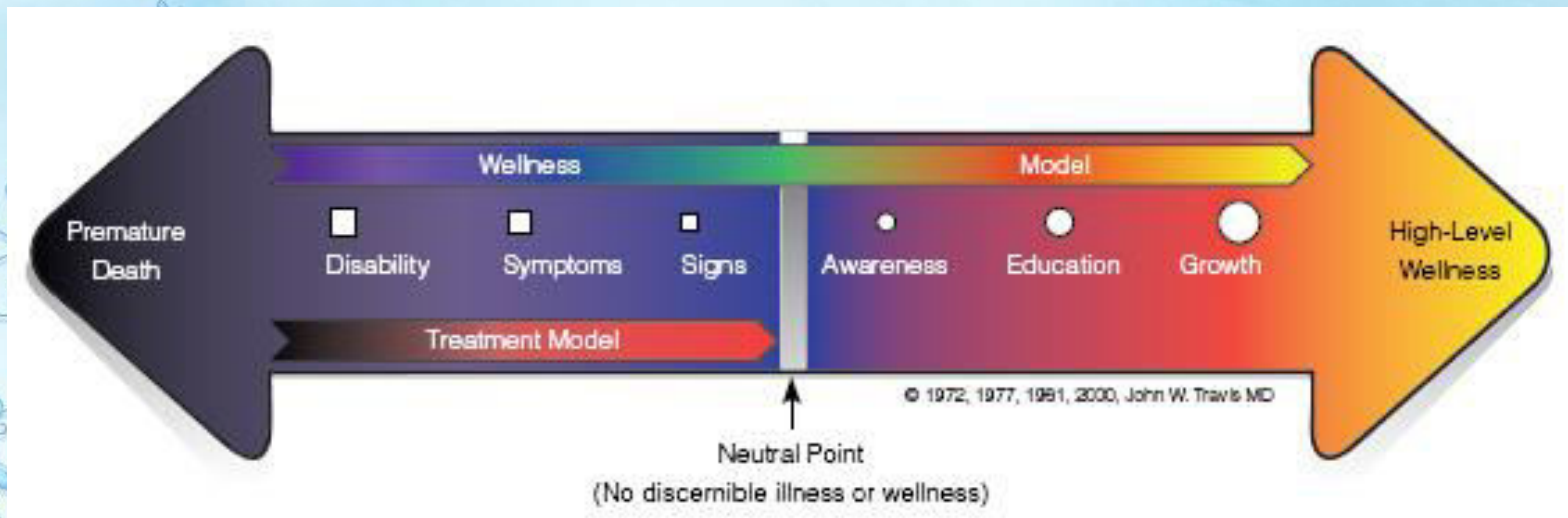 Wellness Model
Premature
Death
Disability Symptoms Signs Awareness Education Growth
High-Level
Wellness
Treatment Model
© 1972, 1977, 1981, 2000, John W. Travis MD
Neutral Point
(No discernible illness or wellness)